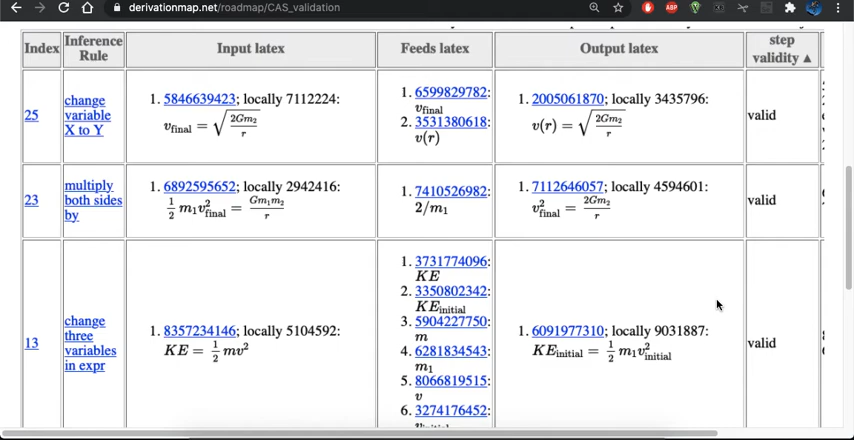 derivationmap.net/roadmap/CAS_validation
ABP
Index
Inference
Rule
Input latex
Feeds latex
Output latex
step
validity ▲
25
change
variable
X to Y
1. 5846639423; locally 7112224:
v_final = √(2Gm₂/r)
1. 6599829782:
v_final
2. 3531380618:
v(r)
1. 2005061870; locally 3435796:
v(r) = √(2Gm₂/r)
valid
23
multiply
both sides
by
1. 6892595652; locally 2942416:
1/2 m₁v²_final = Gm₁m₂/r
1. 7410526982:
2/m₁
1. 7112646057; locally 4594601:
v²_final = 2Gm₂/r
valid
13
change
three
variables
in expr
1. 8357234146; locally 5104592:
KE = 1/2 mv²
1. 3731774096:
KE
2. 3350802342:
KE_initial
3. 5904227750:
m
4. 6281834543:
m₁
5. 8066819515:
v
6. 3274176452:
1. 6091977310; locally 9031887:
KE_initial = 1/2 m₁v²_initial
valid